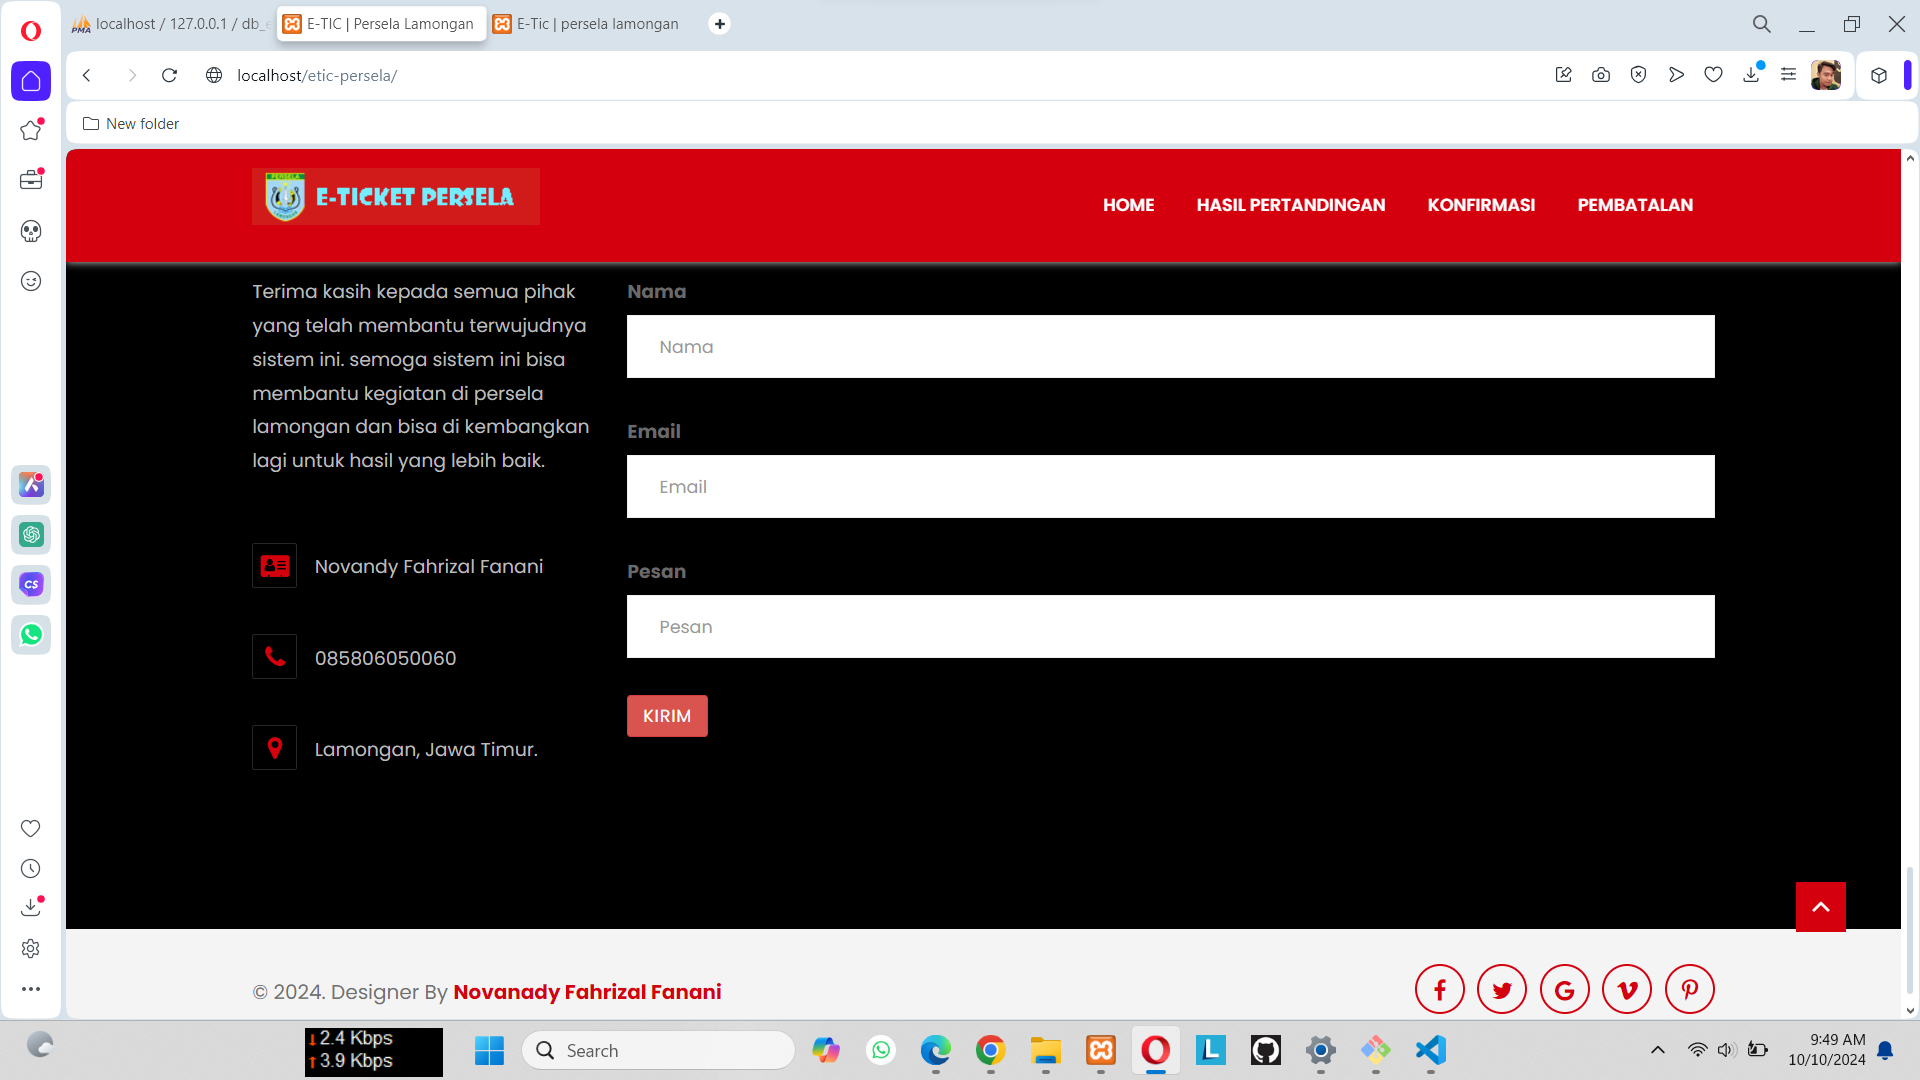 localhost / 127.0.0.1 / db_e
E-TIC | Persela Lamongan
E-Tic | persela lamongan
localhost/etic-persela/
New folder
PERSELA
LAMONGAN
E-TICKET PERSELA
HOME
HASIL PERTANDINGAN
KONFIRMASI
PEMBATALAN
Terima kasih kepada semua pihak
yang telah membantu terwujudnya
sistem ini. semoga sistem ini bisa
membantu kegiatan di persela
lamongan dan bisa di kembangkan
lagi untuk hasil yang lebih baik.
Novandy Fahrizal Fanani
085806050060
Lamongan, Jawa Timur.
Nama
Nama
Email
Email
Pesan
Pesan
KIRIM
© 2024. Designer By Novanady Fahrizal Fanani
2.4 Kbps
3.9 Kbps
Search
9:49 AM
10/10/2024